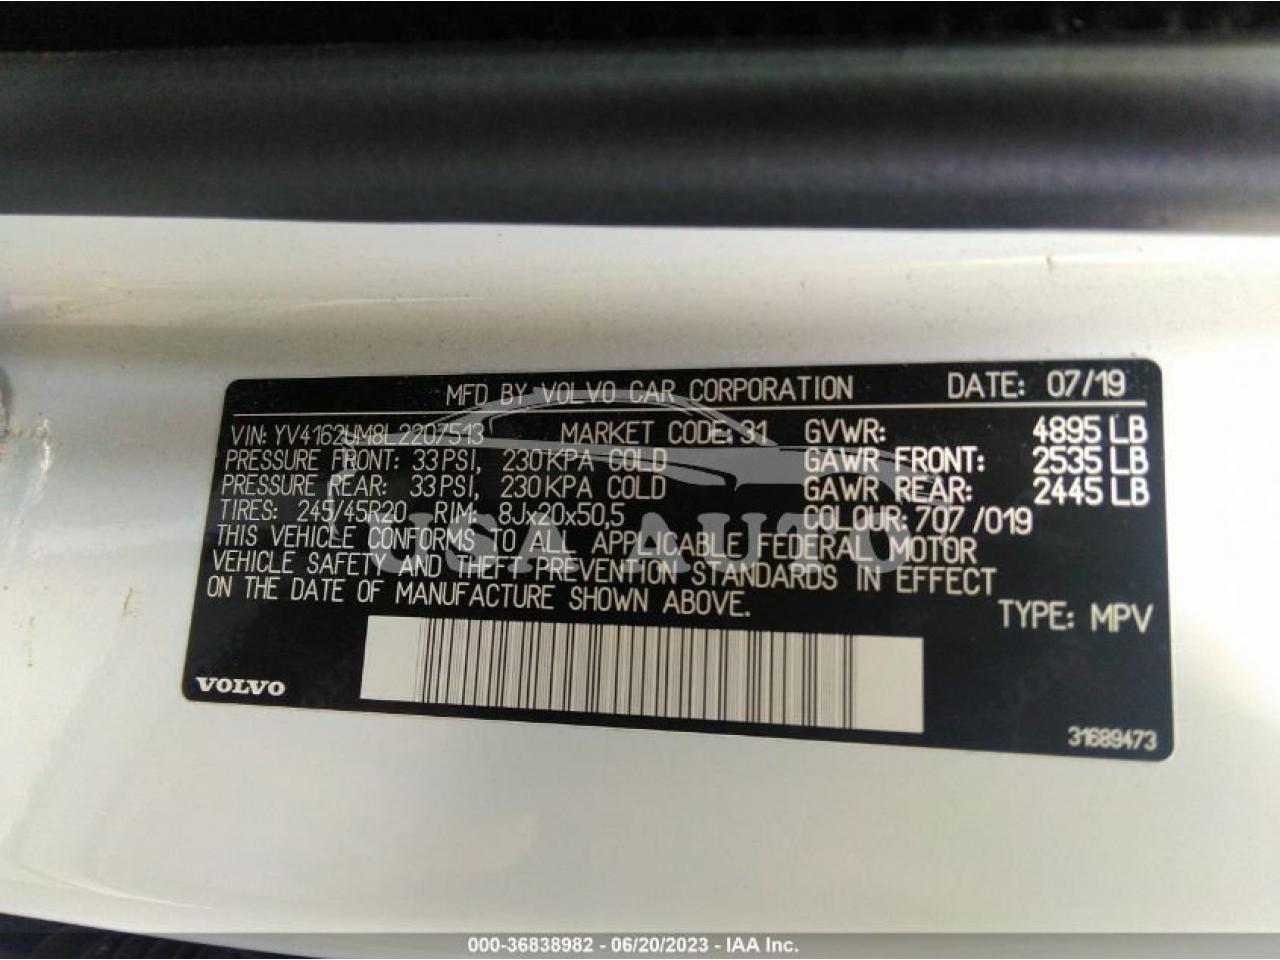 MFD BY VOLVO CAR CORPORATION DATE: 07/19
VIN: YV4162UM8L2207513 MARKET CODE: 31 GVWR: 4895 LB
PRESSURE FRONT: 33 PSI, 230 KPA COLD GAWR FRONT: 2535 LB
PRESSURE REAR: 33 PSI, 230 KPA COLD GAWR REAR: 2445 LB
TIRES: 245/45R20 RIM: 8Jx20x50,5 COLOUR: 707 /019
THIS VEHICLE CONFORMS TO ALL APPLICABLE FEDERAL MOTOR
VEHICLE SAFETY AND THEFT PREVENTION STANDARDS IN EFFECT
ON THE DATE OF MANUFACTURE SHOWN ABOVE.
TYPE: MPV
VOLVO
31689473
USA AUTO
000-36838982 - 06/20/2023 - IAA Inc.